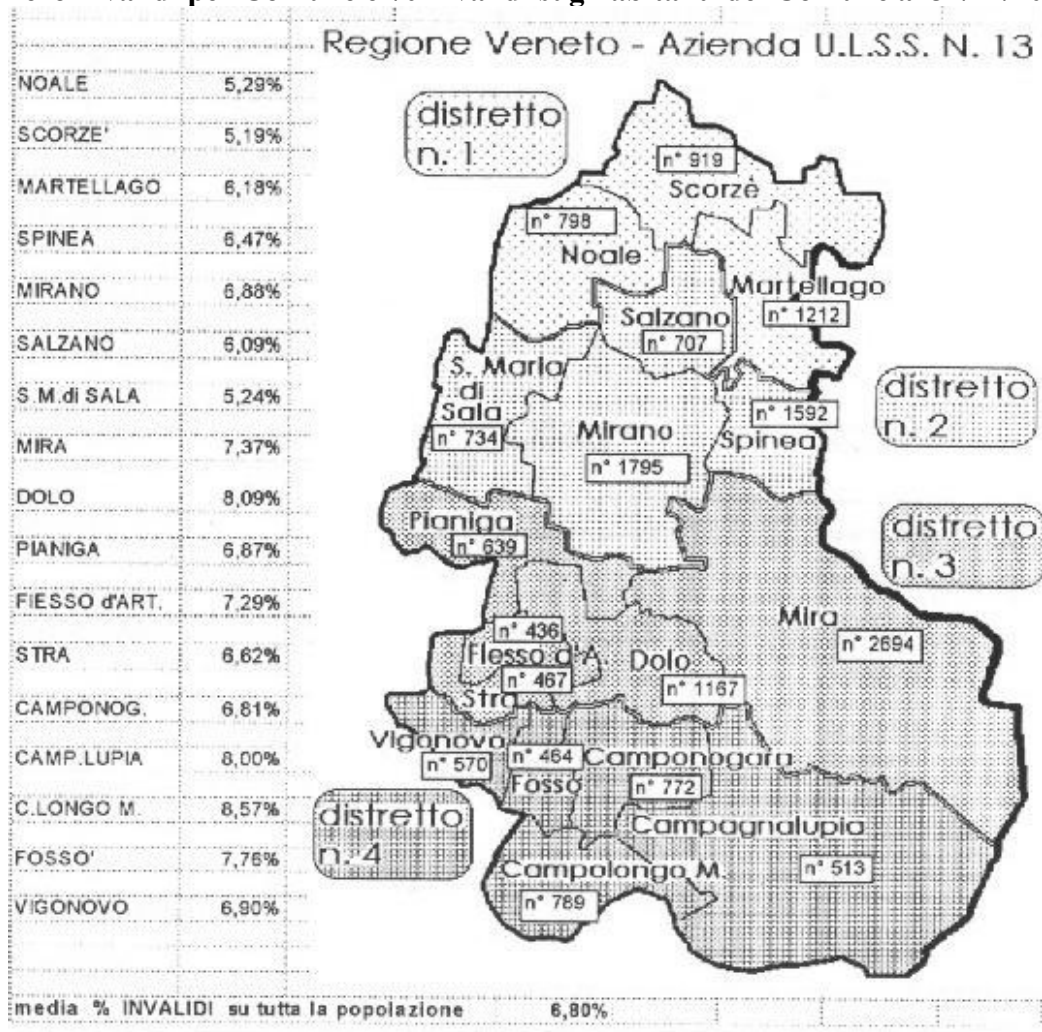 Regione Veneto - Azienda U.L.S.S. N. 13
NOALE 5,29%
SCORZE' 5,19%
MARTELLAGO 6,18%
SPINEA 6,47%
MIRANO 6,88%
SALZANO 6,09%
S.M.di SALA 5,24%
MIRA 7,37%
DOLO 8,09%
PIANIGA 6,87%
FIESSO d'ART. 7,29%
STRA 6,62%
CAMPONOG. 6,81%
CAMP.LUPIA 8,00%
C.LONGO M. 8,57%
FOSSO' 7,76%
VIGONOVO 6,90%
distretto
n. 1
n° 919
Scorzè
n° 798
Noale
Martellago
n° 1212
Salzano
n° 707
S. Maria
di
Sala
n° 734
distretto
n. 2
n° 1592
Spinea
Mirano
n° 1795
Pianiga
n° 639
distretto
n. 3
Mira
n° 2694
n° 436
Fiesso d'A.
n° 467
Stra
Dolo
n° 1167
Vigonovo
n° 570
n° 464
Fossò
Camponogara
n° 772
distretto
n. 4
Campagnalupia
n° 513
Campolongo M.
n° 789
media % INVALIDI su tutta la popolazione 6,80%